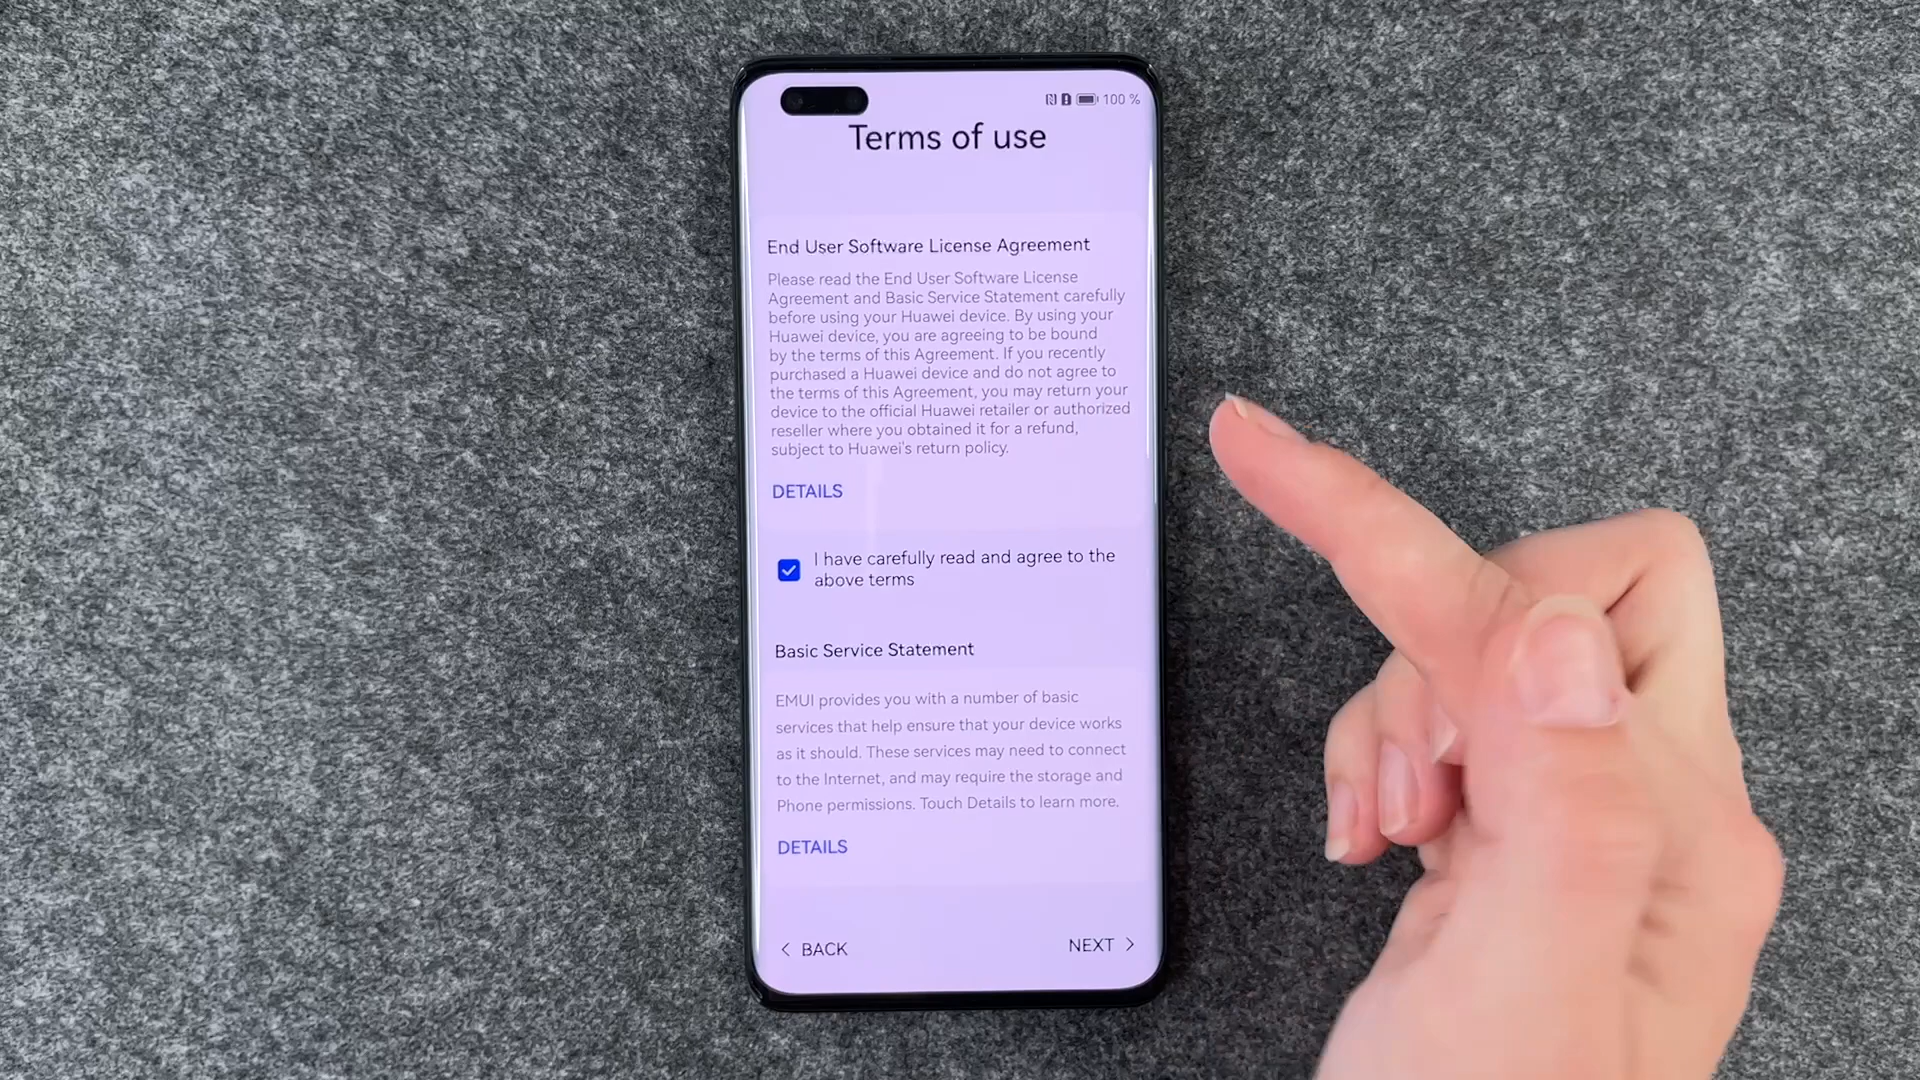 100 %
Terms of use
End User Software License Agreement
Please read the End User Software License
Agreement and Basic Service Statement carefully
before using your Huawei device. By using your
Huawei device, you are agreeing to be bound
by the terms of this Agreement. If you recently
purchased a Huawei device and do not agree to
the terms of this Agreement, you may return your
device to the official Huawei retailer or authorized
reseller where you obtained it for a refund,
subject to Huawei's return policy.
DETAILS
I have carefully read and agree to the
above terms
Basic Service Statement
EMUI provides you with a number of basic
services that help ensure that your device works
as it should. These services may need to connect
to the Internet, and may require the storage and
Phone permissions. Touch Details to learn more.
DETAILS
BACK
NEXT